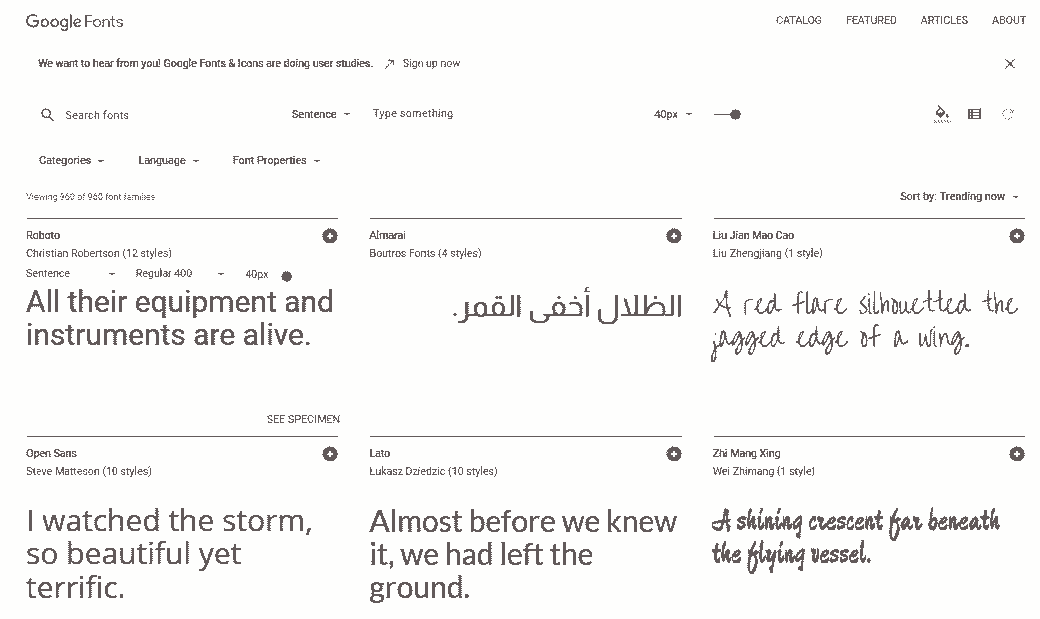 Google Fonts
CATALOG FEATURED ARTICLES ABOUT
We want to hear from you! Google Fonts & Icons are doing user studies. Sign up now
Search fonts
Sentence
Type something
40px
Categories
Language
Font Properties
Viewing 960 of 960 font families
Sort by: Trending now
Roboto
Christian Robertson (12 styles)
Sentence Regular 400 40px
All their equipment and
instruments are alive.
SEE SPECIMEN
Almarai
Boutros Fonts (4 styles)
الظلال أخفى القمر.
Liu Jian Mao Cao
Liu Zhengjiang (1 style)
A red flare silhouetted the
jagged edge of a wing.
Open Sans
Steve Matteson (10 styles)
I watched the storm,
so beautiful yet
terrific.
Lato
Łukasz Dziedzic (10 styles)
Almost before we knew
it, we had left the
ground.
Zhi Mang Xing
Wei Zhimang (1 style)
A shining crescent far beneath
the flying vessel.